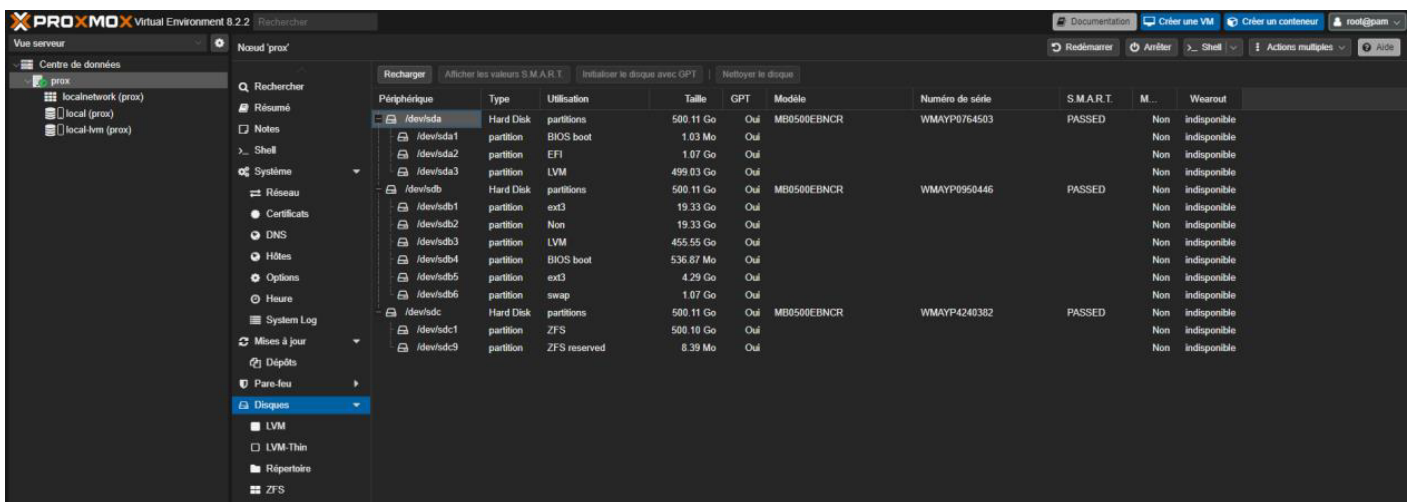 PROXMOX Virtual Environment 8.2.2 Rechercher Documentation Créer une VM Créer un conteneur root@pam
Vue serveur
Centre de données
prox
localnetwork (prox)
local (prox)
local-lvm (prox)
Nœud 'prox' Redémarrer Arrêter >_ Shell Actions multiples Aide
Rechercher
Résumé
Notes
>_ Shell
Système
Réseau
Certificats
DNS
Hôtes
Options
Heure
System Log
Mises à jour
Dépôts
Pare-feu
Disques
LVM
LVM-Thin
Répertoire
ZFS
Recharger Afficher les valeurs S.M.A.R.T. Initialiser le disque avec GPT Nettoyer le disque
Périphérique Type Utilisation Taille GPT Modèle Numéro de série S.M.A.R.T. M... Wearout
/dev/sda Hard Disk partitions 500.11 Go Oui MB0500EBNCR WMAYP0764503 PASSED Non indisponible
/dev/sda1 partition BIOS boot 1.03 Mo Oui Non indisponible
/dev/sda2 partition EFI 1.07 Go Oui Non indisponible
/dev/sda3 partition LVM 499.03 Go Oui Non indisponible
/dev/sdb Hard Disk partitions 500.11 Go Oui MB0500EBNCR WMAYP0950446 PASSED Non indisponible
/dev/sdb1 partition ext3 19.33 Go Oui Non indisponible
/dev/sdb2 partition Non 19.33 Go Oui Non indisponible
/dev/sdb3 partition LVM 455.55 Go Oui Non indisponible
/dev/sdb4 partition BIOS boot 536.87 Mo Oui Non indisponible
/dev/sdb5 partition ext3 4.29 Go Oui Non indisponible
/dev/sdb6 partition swap 1.07 Go Oui Non indisponible
/dev/sdc Hard Disk partitions 500.11 Go Oui MB0500EBNCR WMAYP4240382 PASSED Non indisponible
/dev/sdc1 partition ZFS 500.10 Go Oui Non indisponible
/dev/sdc9 partition ZFS reserved 8.39 Mo Oui Non indisponible